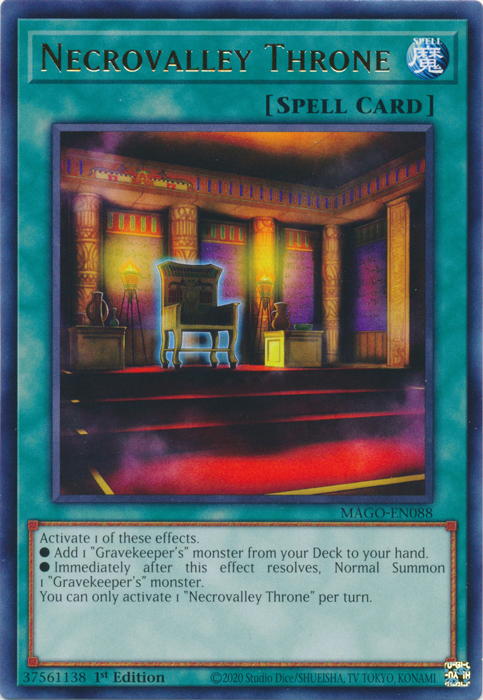 NECROVALLEY THRONE
SPELL
魔
[SPELL CARD]
MAGO-EN088
Activate 1 of these effects.
● Add 1 "Gravekeeper's" monster from your Deck to your hand.
● Immediately after this effect resolves, Normal Summon
1 "Gravekeeper's" monster.
You can only activate 1 "Necrovalley Throne" per turn.
37561138 1st Edition ©2020 Studio Dice/SHUEISHA, TV TOKYO, KONAMI